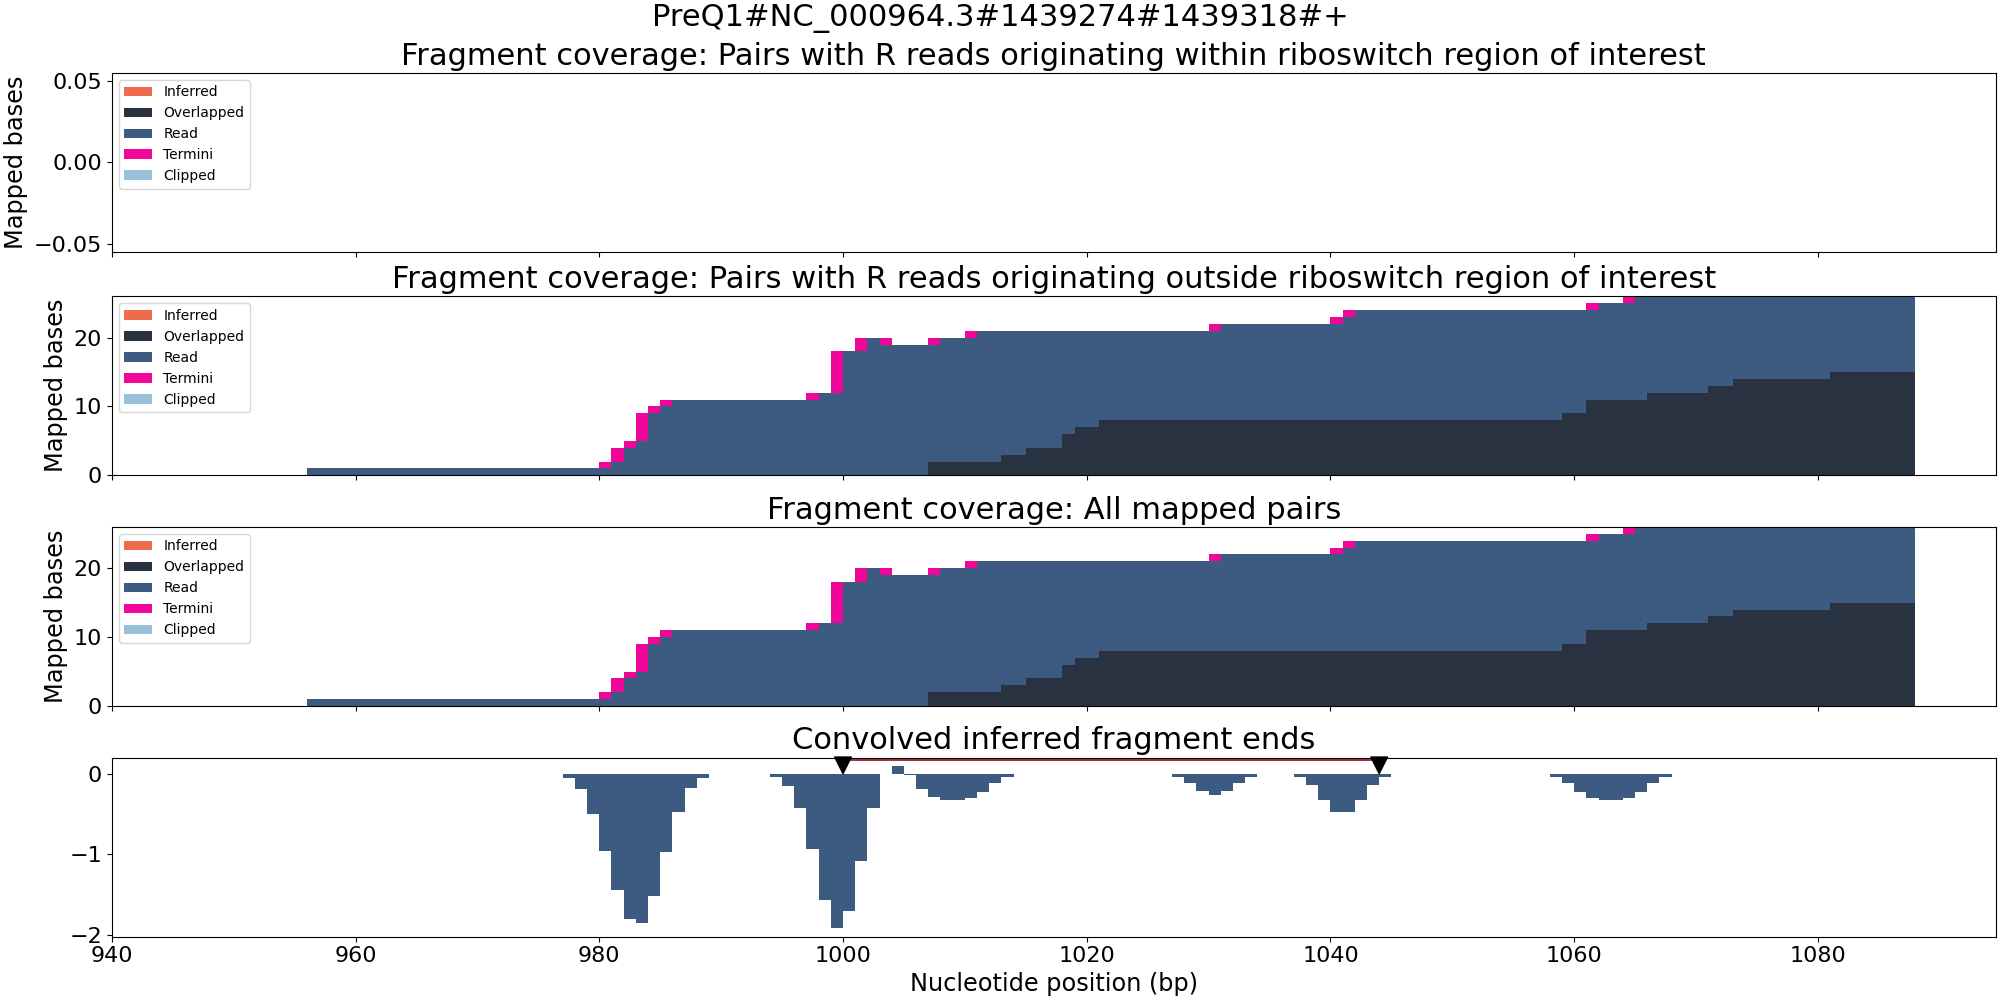 PreQ1#NC_000964.3#1439274#1439318#+
Fragment coverage: Pairs with R reads originating within riboswitch region of interest
Mapped bases
0.05
0.00
−0.05
Inferred
Overlapped
Read
Termini
Clipped
Fragment coverage: Pairs with R reads originating outside riboswitch region of interest
Mapped bases
20
10
0
Inferred
Overlapped
Read
Termini
Clipped
Fragment coverage: All mapped pairs
Mapped bases
20
10
0
Inferred
Overlapped
Read
Termini
Clipped
Convolved inferred fragment ends
0
−1
−2
940 960 980 1000 1020 1040 1060 1080
Nucleotide position (bp)